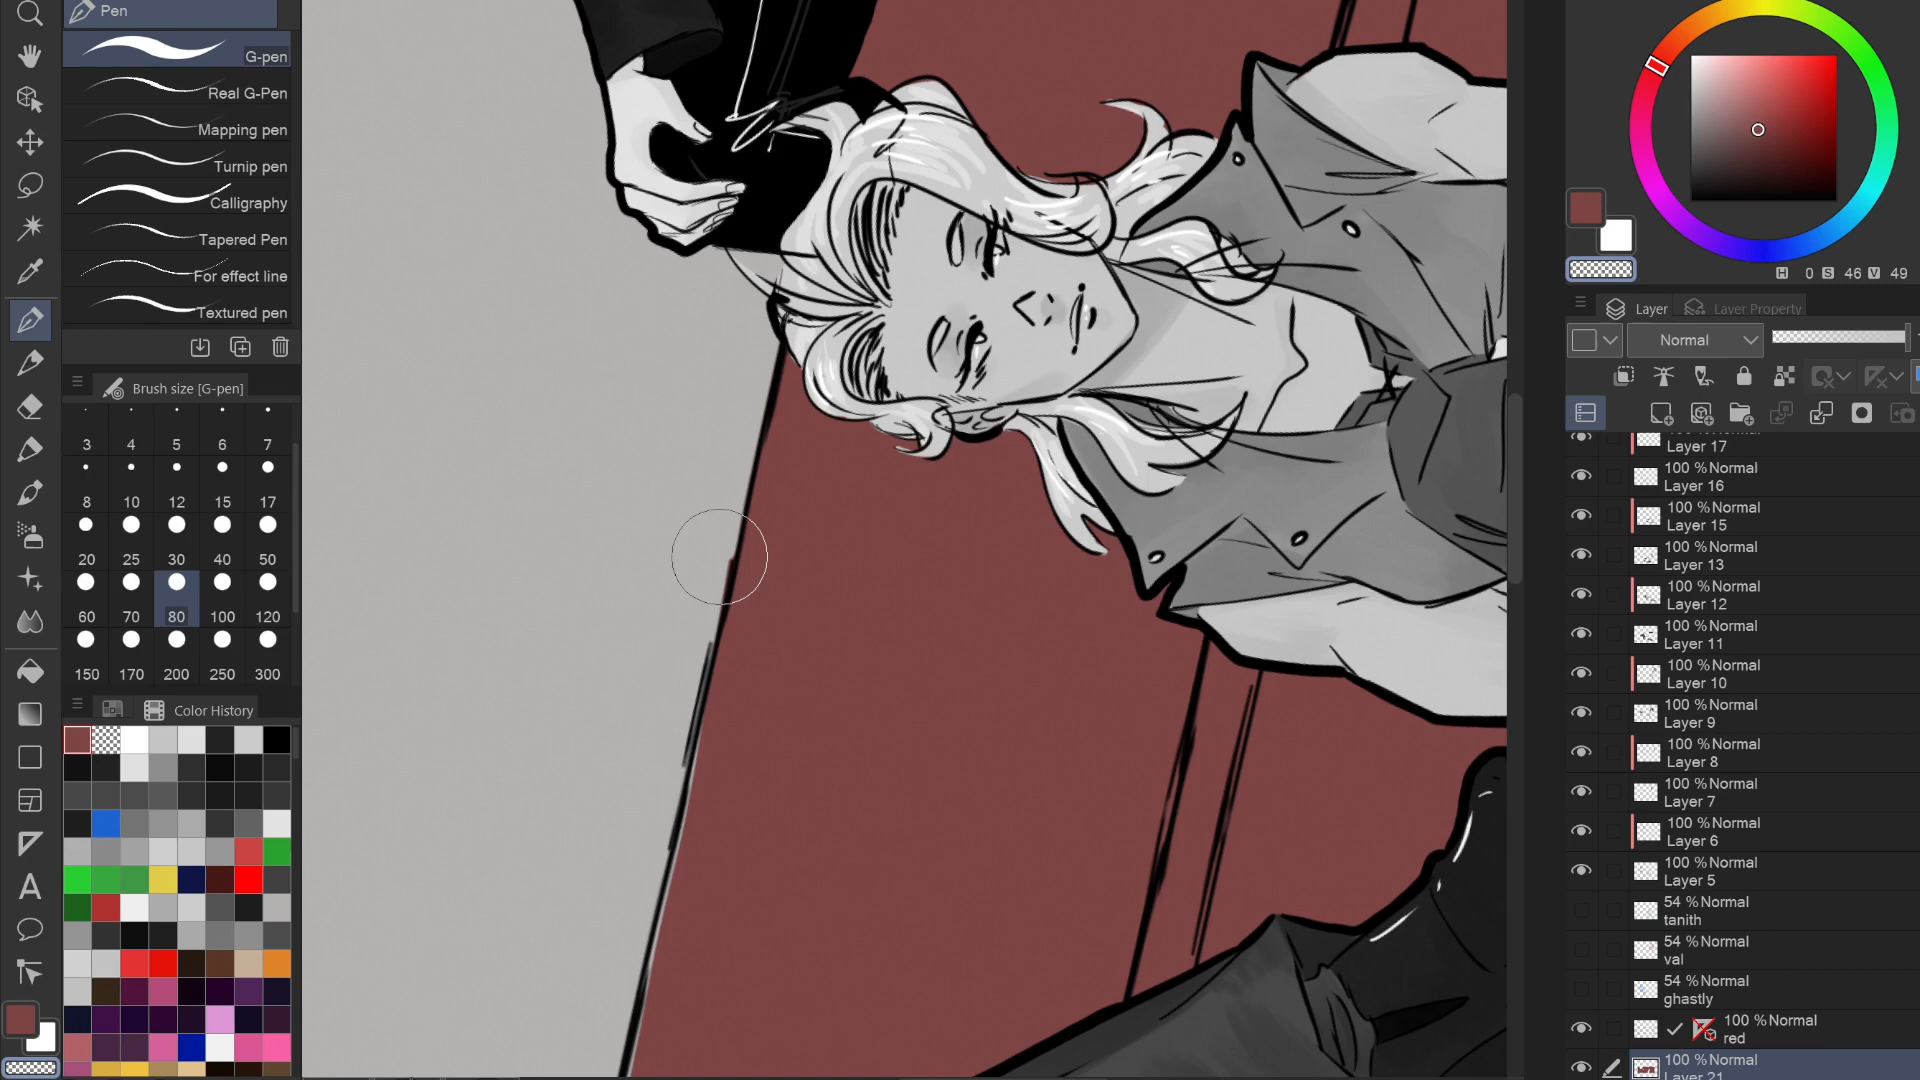 Pen
G-pen
Real G-Pen
Mapping pen
Turnip pen
Calligraphy
Tapered Pen
For effect line
Textured pen
Brush size [G-pen]
3 4 5 6 7
8 10 12 15 17
20 25 30 40 50
60 70 80 100 120
150 170 200 250 300
Color History
H 0 S 46 V 49
Layer
Layer Property
Normal
Layer 17
100 %Normal
Layer 16
100 %Normal
Layer 15
100 %Normal
Layer 13
100 %Normal
Layer 12
100 %Normal
Layer 11
100 %Normal
Layer 10
100 %Normal
Layer 9
100 %Normal
Layer 8
100 %Normal
Layer 7
100 %Normal
Layer 6
100 %Normal
Layer 5
54 %Normal
tanith
54 %Normal
val
54 %Normal
ghastly
100 %Normal
red
100 %Normal
Layer 21